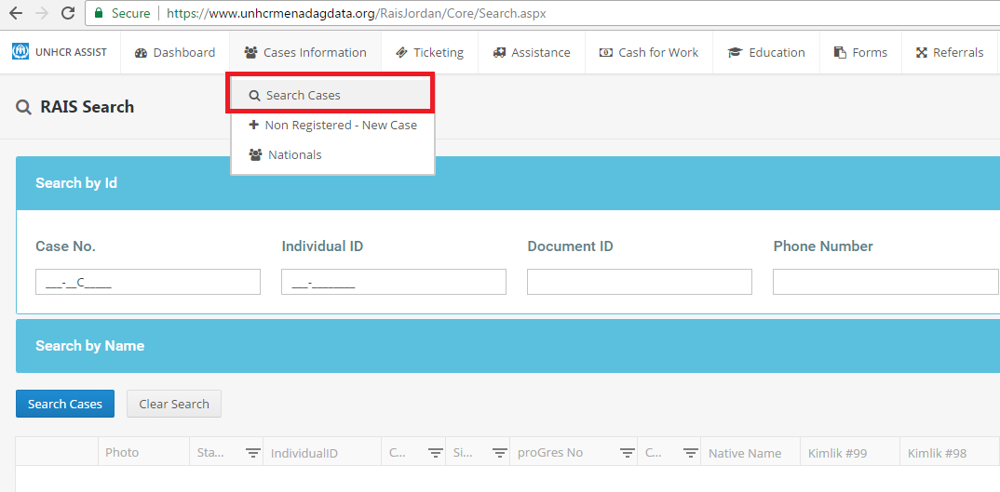 Secure | https://www.unhcrmenadagdata.org/RaisJordan/Core/Search.aspx
UNHCR ASSIST Dashboard Cases Information Ticketing Assistance Cash for Work Education Forms Referrals
Search Cases
RAIS Search
Non Registered - New Case
Nationals
Search by Id
Case No. Individual ID Document ID Phone Number
___-__C_____ ___-________
Search by Name
Search Cases Clear Search
Photo Sta... IndividualID C... Si... proGres No C... Native Name Kimlik #99 Kimlik #98